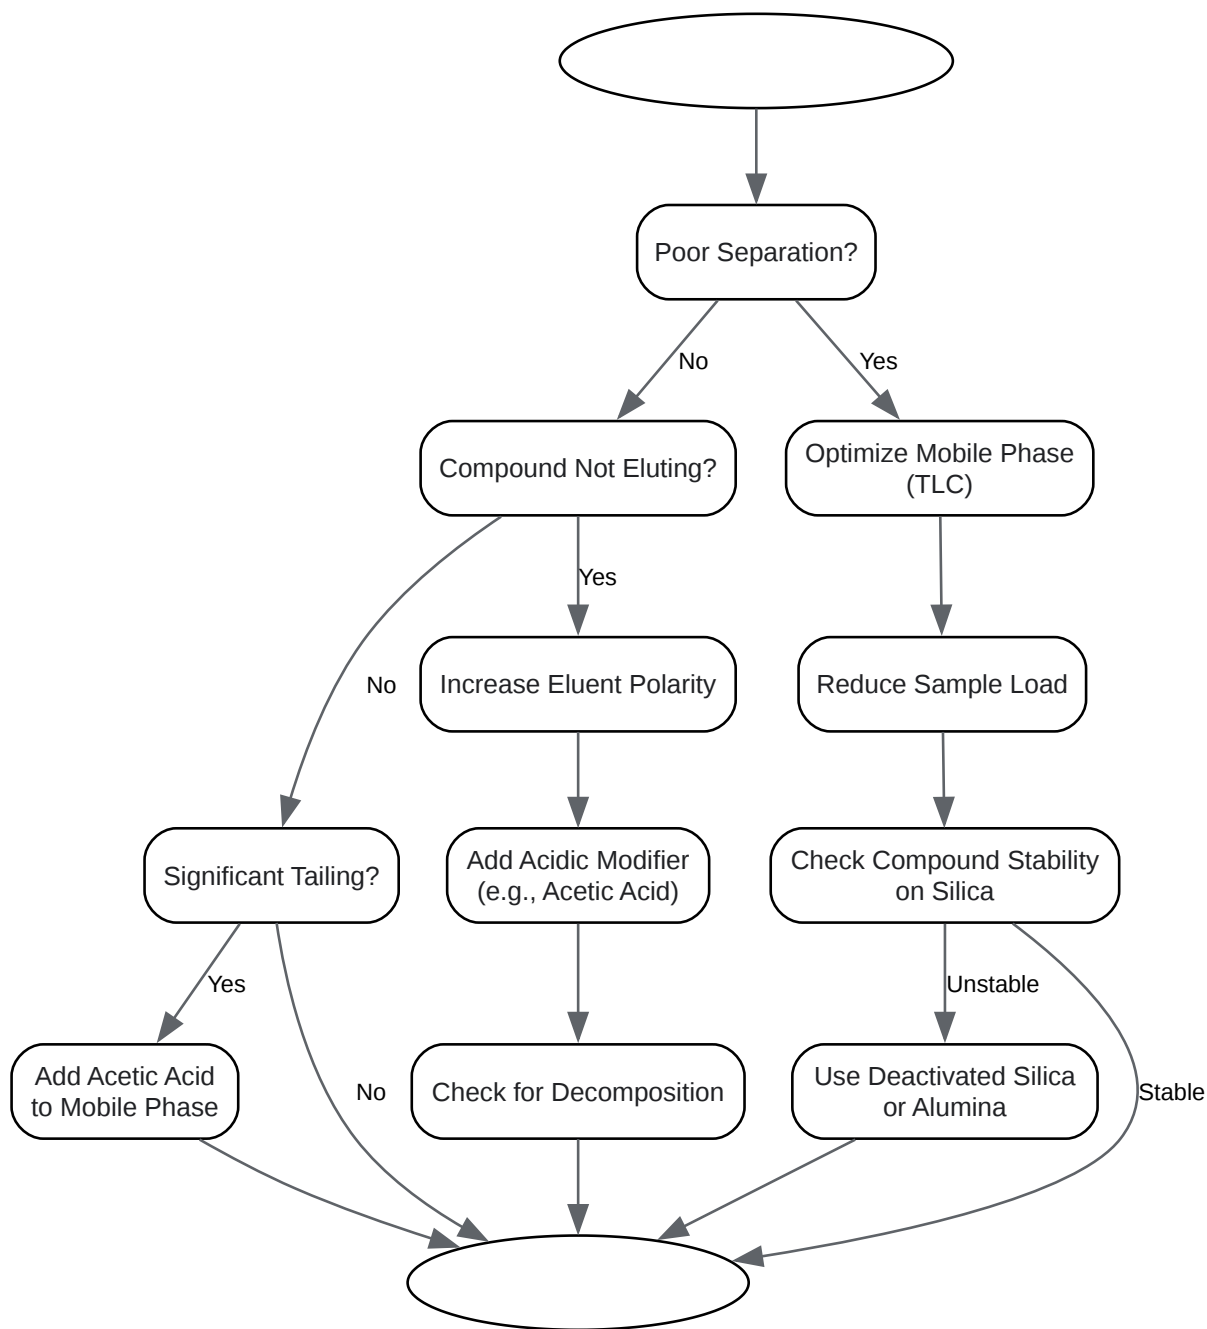 Poor Separation?
No
Yes
Compound Not Eluting?
Optimize Mobile Phase
(TLC)
Yes
No
Increase Eluent Polarity
Reduce Sample Load
Significant Tailing?
Add Acidic Modifier
(e.g., Acetic Acid)
Check Compound Stability
on Silica
Yes
Unstable
Add Acetic Acid
to Mobile Phase
No
Check for Decomposition
Use Deactivated Silica
or Alumina
Stable